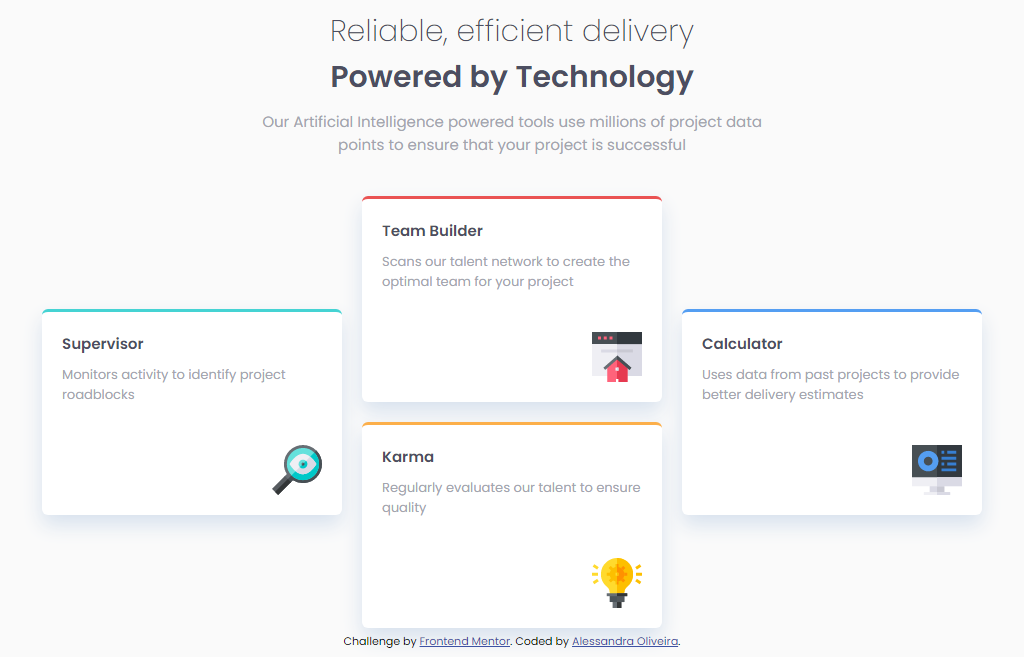 Reliable, efficient delivery
Powered by Technology
Our Artificial Intelligence powered tools use millions of project data
points to ensure that your project is successful
Supervisor
Monitors activity to identify project
roadblocks
Team Builder
Scans our talent network to create the
optimal team for your project
Karma
Regularly evaluates our talent to ensure
quality
Calculator
Uses data from past projects to provide
better delivery estimates
Challenge by Frontend Mentor. Coded by Alessandra Oliveira.